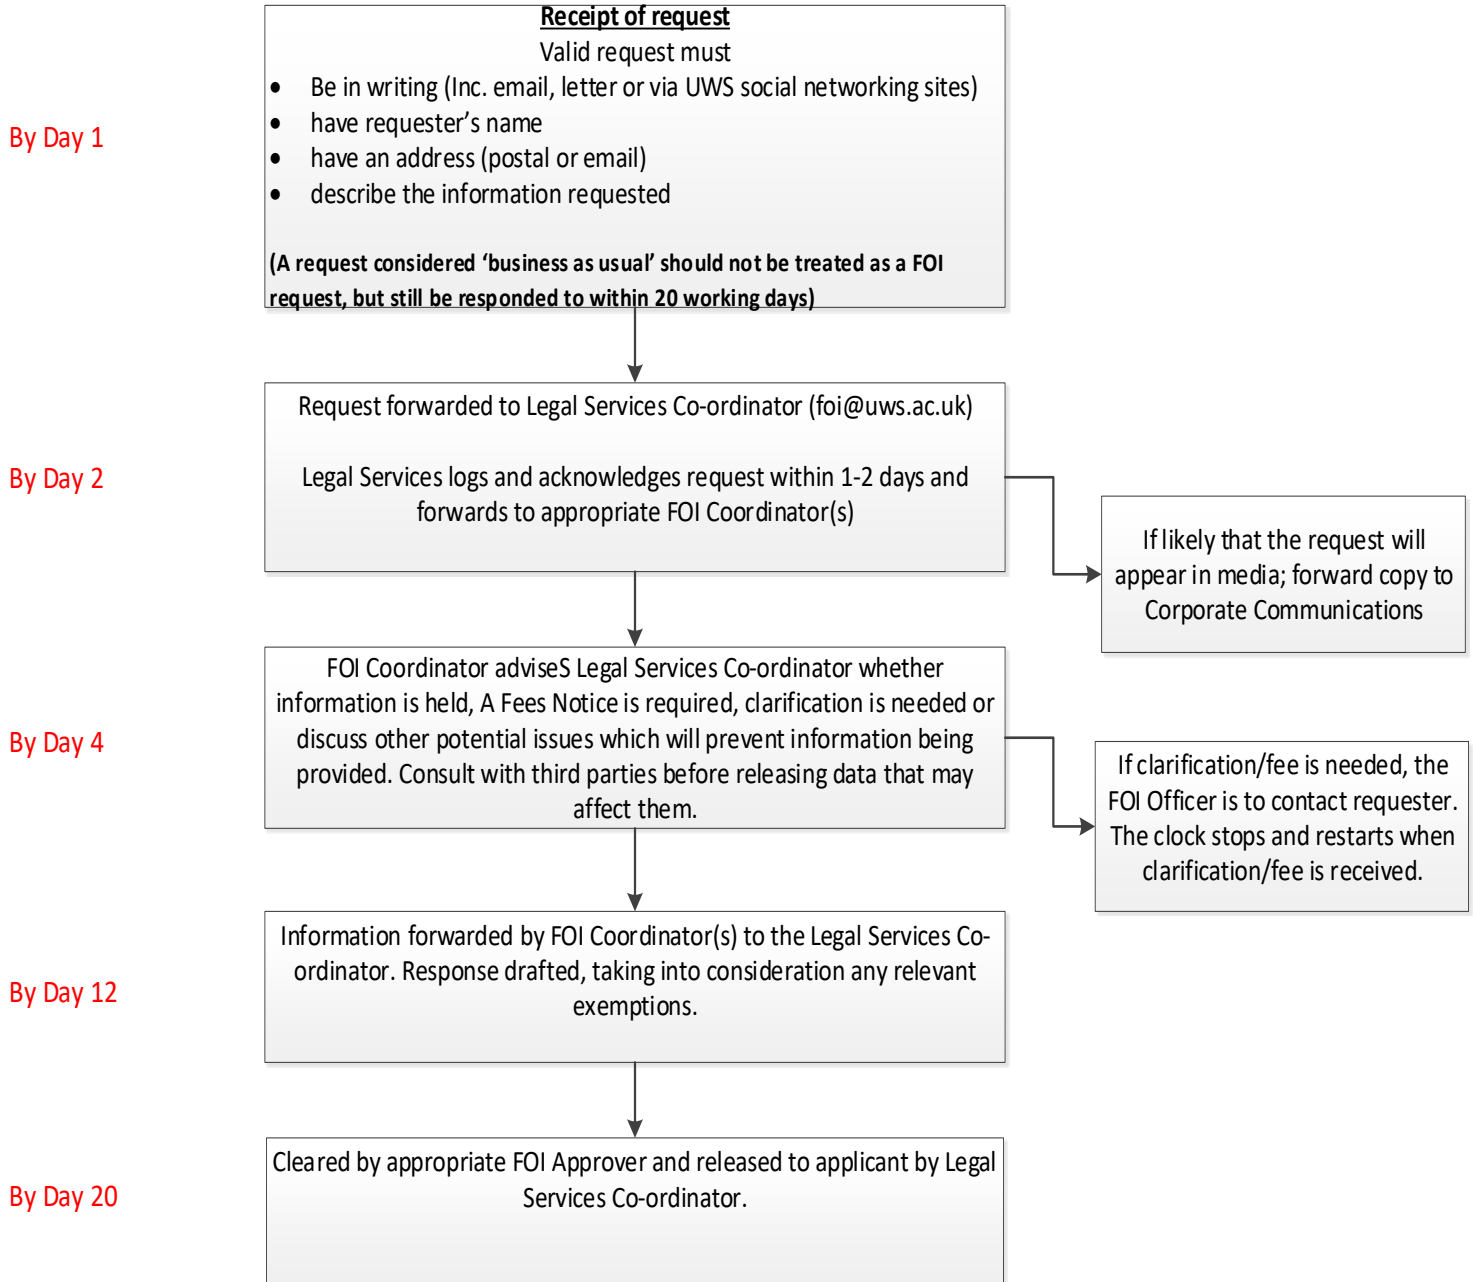 Receipt of request
Valid request must
• Be in writing (Inc. email, letter or via UWS social networking sites)
• have requester’s name
• have an address (postal or email)
• describe the information requested
(A request considered ‘business as usual’ should not be treated as a FOI
request, but still be responded to within 20 working days)
By Day 1
Request forwarded to Legal Services Co-ordinator (foi@uws.ac.uk)
Legal Services logs and acknowledges request within 1-2 days and
forwards to appropriate FOI Coordinator(s)
By Day 2
If likely that the request will
appear in media; forward copy to
Corporate Communications
FOI Coordinator adviseS Legal Services Co-ordinator whether
information is held, A Fees Notice is required, clarification is needed or
discuss other potential issues which will prevent information being
provided. Consult with third parties before releasing data that may
affect them.
By Day 4
If clarification/fee is needed, the
FOI Officer is to contact requester.
The clock stops and restarts when
clarification/fee is received.
Information forwarded by FOI Coordinator(s) to the Legal Services Co-
ordinator. Response drafted, taking into consideration any relevant
exemptions.
By Day 12
Cleared by appropriate FOI Approver and released to applicant by Legal
Services Co-ordinator.
By Day 20